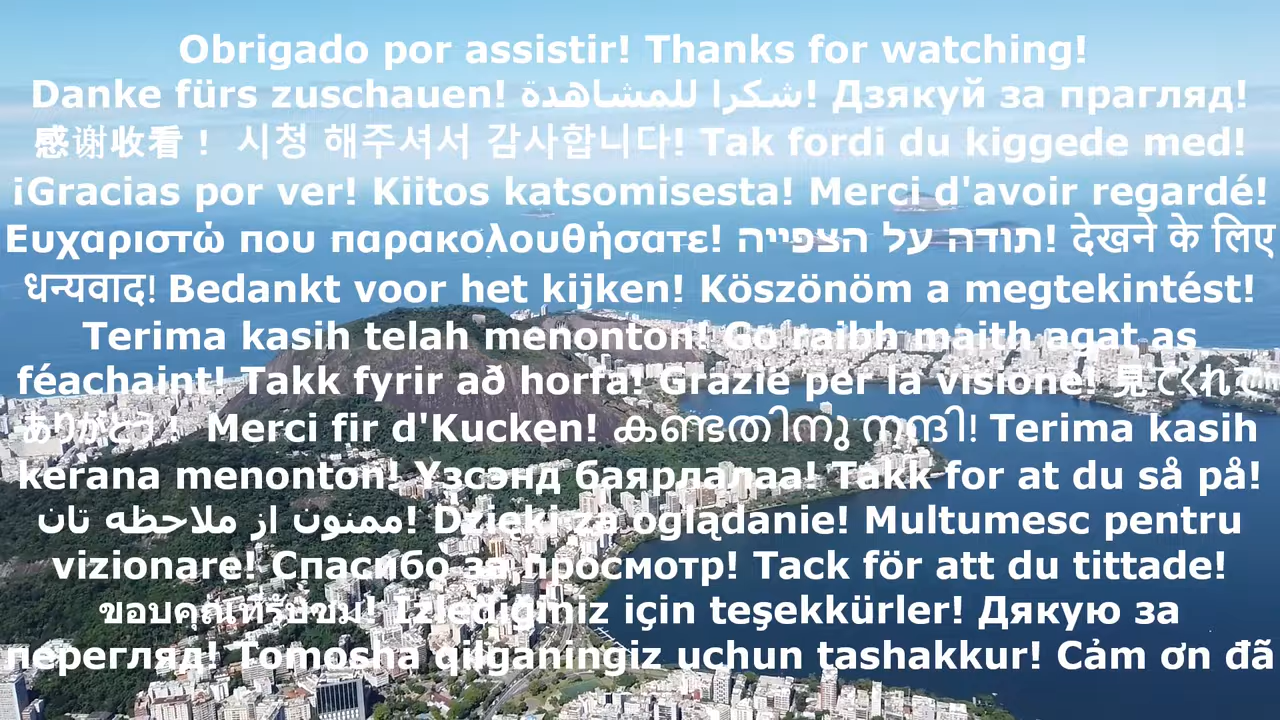 Obrigado por assistir! Thanks for watching!
Danke fürs zuschauen! شكرا للمشاهدة! Дзякуй за прагляд!
感谢收看！ 시청 해주셔서 감사합니다! Tak fordi du kiggede med!
¡Gracias por ver! Kiitos katsomisesta! Merci d'avoir regardé!
Ευχαριστώ που παρακολουθήσατε! תודה על הצפייה! देखने के लिए
धन्यवाद! Bedankt voor het kijken! Köszönöm a megtekintést!
Terima kasih telah menonton! Go raibh maith agat as
féachaint! Takk fyrir að horfa! Grazie per la visione! 見てくれて
ありがとう！ Merci fir d'Kucken! കണ്ടതിനു നന്ദി! Terima kasih
kerana menonton! Үзсэнд баярлалаа! Takk for at du så på!
ممنون از ملاحظه تان! Dzięki za oglądanie! Multumesc pentru
vizionare! Спасибо за просмотр! Tack för att du tittade!
ขอบคุณที่รับชม! İzlediğiniz için teşekkürler! Дякую за
перегляд! Tomosha qilganingiz uchun tashakkur! Cảm ơn đã